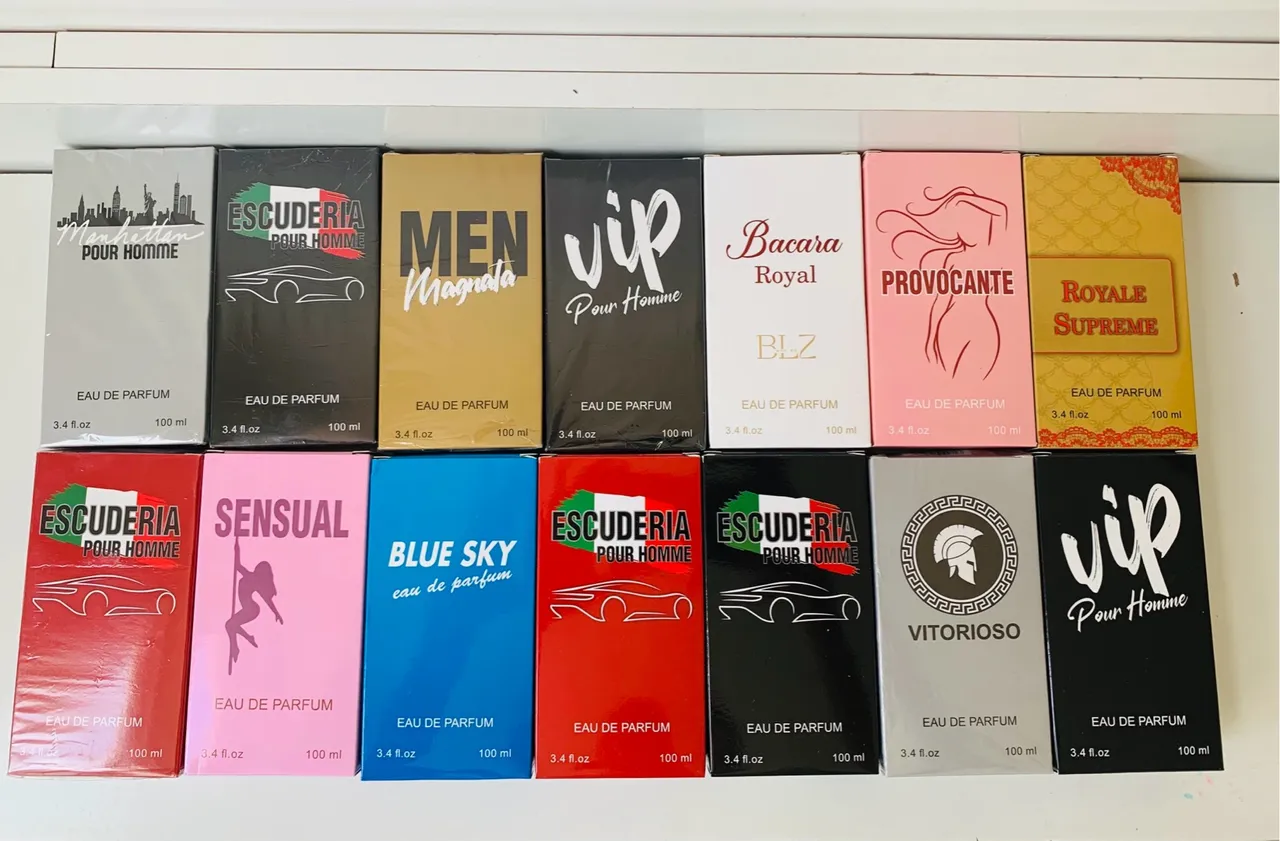 Manhattan
POUR HOMME
EAU DE PARFUM
3.4 fl.oz 100 ml
ESCUDERIA
POUR HOMME
EAU DE PARFUM
3.4 fl.oz 100 ml
MEN
Magnata
EAU DE PARFUM
3.4 fl.oz 100 ml
vip
Pour Homme
EAU DE PARFUM
3.4 fl.oz 100 ml
Bacara
Royal
BLZ
EAU DE PARFUM
3.4 fl.oz 100 ml
PROVOCANTE
EAU DE PARFUM
3.4 fl.oz 100 ml
ROYALE
SUPREME
EAU DE PARFUM
3.4 fl.oz 100 ml
ESCUDERIA
POUR HOMME
EAU DE PARFUM
100 ml
SENSUAL
EAU DE PARFUM
3.4 fl.oz 100 ml
BLUE SKY
eau de parfum
EAU DE PARFUM
3.4 fl.oz 100 ml
ESCUDERIA
POUR HOMME
EAU DE PARFUM
3.4 fl.oz 100 ml
ESCUDERIA
POUR HOMME
EAU DE PARFUM
3.4 fl.oz 100 ml
VITORIOSO
EAU DE PARFUM
3.4 fl.oz 100 ml
vip
Pour Homme
EAU DE PARFUM
3.4 fl.oz 100 ml